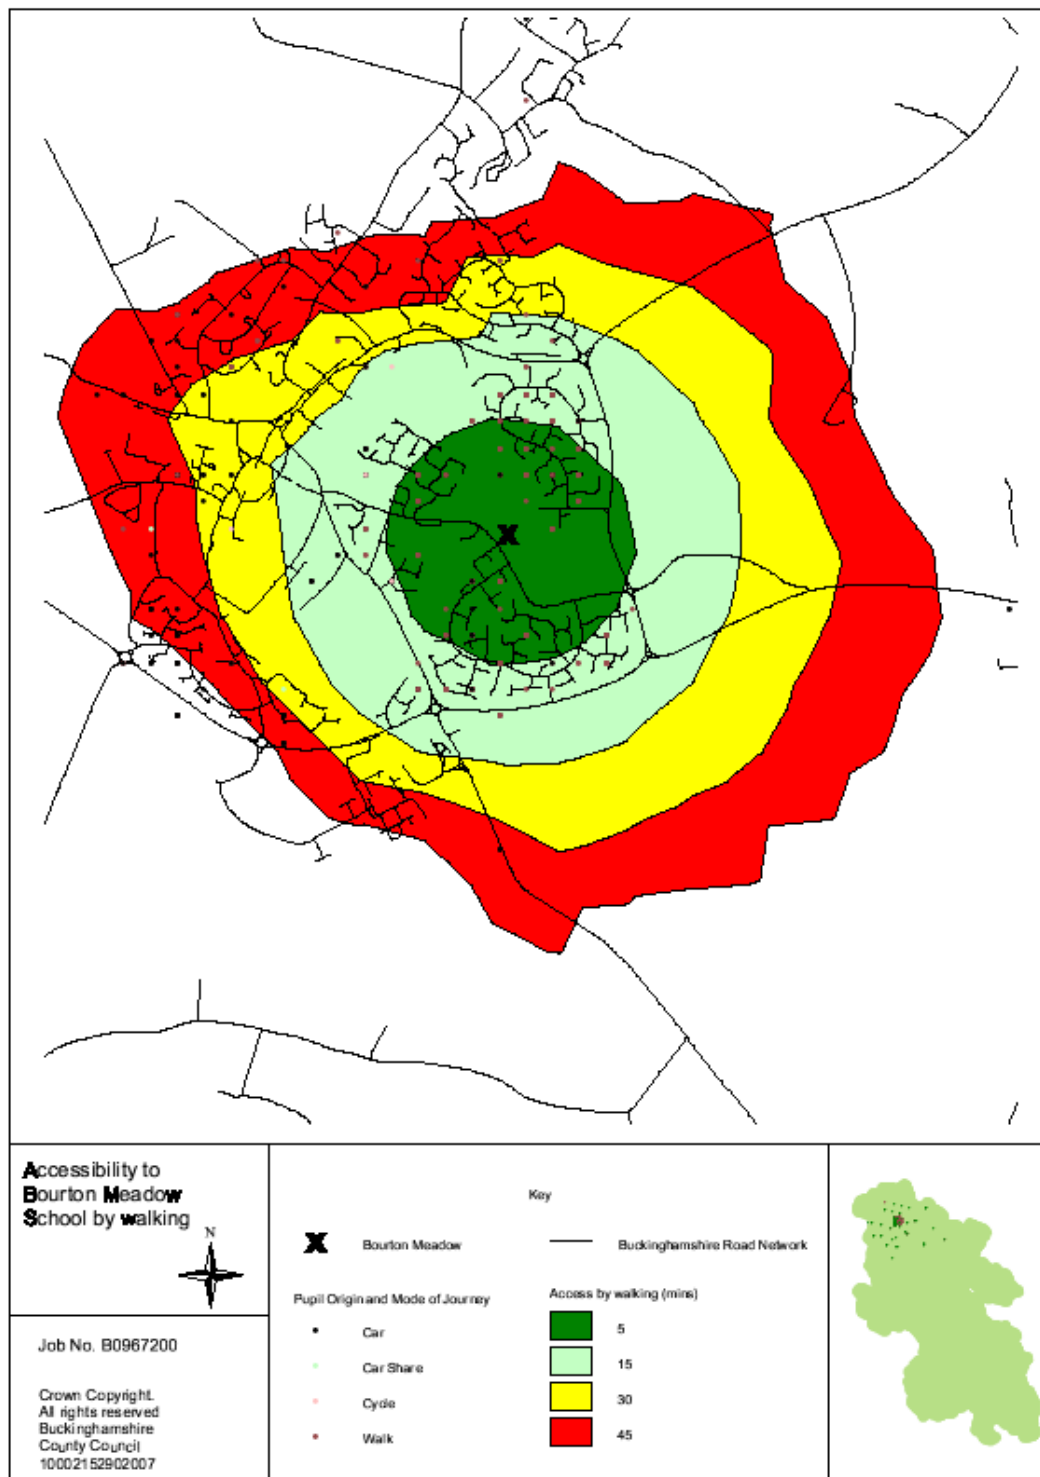 Accessibility to
Bourton Meadow
School by walking
N
Job No. B0967200
Crown Copyright.
All rights reserved
Buckinghamshire
County Council
10002152902007
Key
X Bourton Meadow
Buckinghamshire Road Network
Pupil Origin and Mode of Journey
Car
Car Share
Cycle
Walk
Access by walking (mins)
5
15
30
45
X